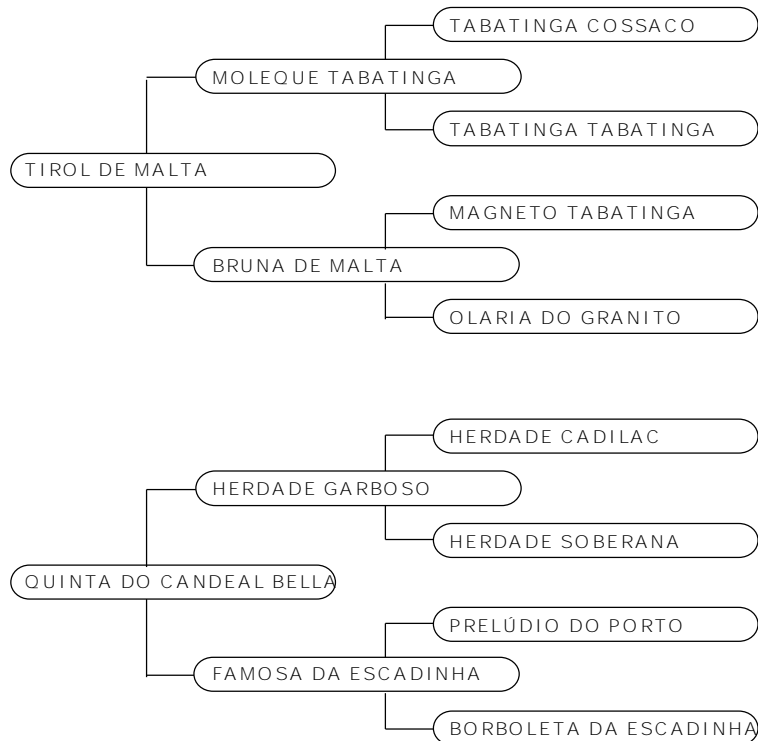 TABATINGA COSSACO
MOLEQUE TABATINGA
TABATINGA TABATINGA
TIROL DE MALTA
MAGNETO TABATINGA
BRUNA DE MALTA
OLARIA DO GRANITO
HERDADE CADILAC
HERDADE GARBOSO
HERDADE SOBERANA
QUINTA DO CANDEAL BELLA
PRELÚDIO DO PORTO
FAMOSA DA ESCADINHA
BORBOLETA DA ESCADINHA